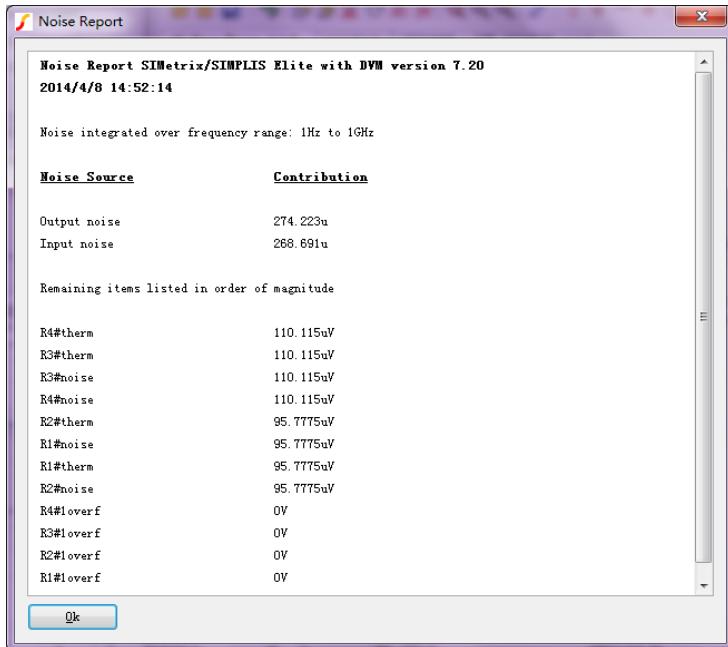 Noise Report
Noise Report SIMetrix/SIMPLIS Elite with DVM version 7.20
2014/4/8 14:52:14
Noise integrated over frequency range: 1Hz to 1GHz
Noise Source Contribution
Output noise 274.223u
Input noise 268.691u
Remaining items listed in order of magnitude
R4#therm 110.115uV
R3#therm 110.115uV
R3#noise 110.115uV
R4#noise 110.115uV
R2#therm 95.7775uV
R1#noise 95.7775uV
R1#therm 95.7775uV
R2#noise 95.7775uV
R4#1overf 0V
R3#1overf 0V
R2#1overf 0V
R1#1overf 0V
Ok